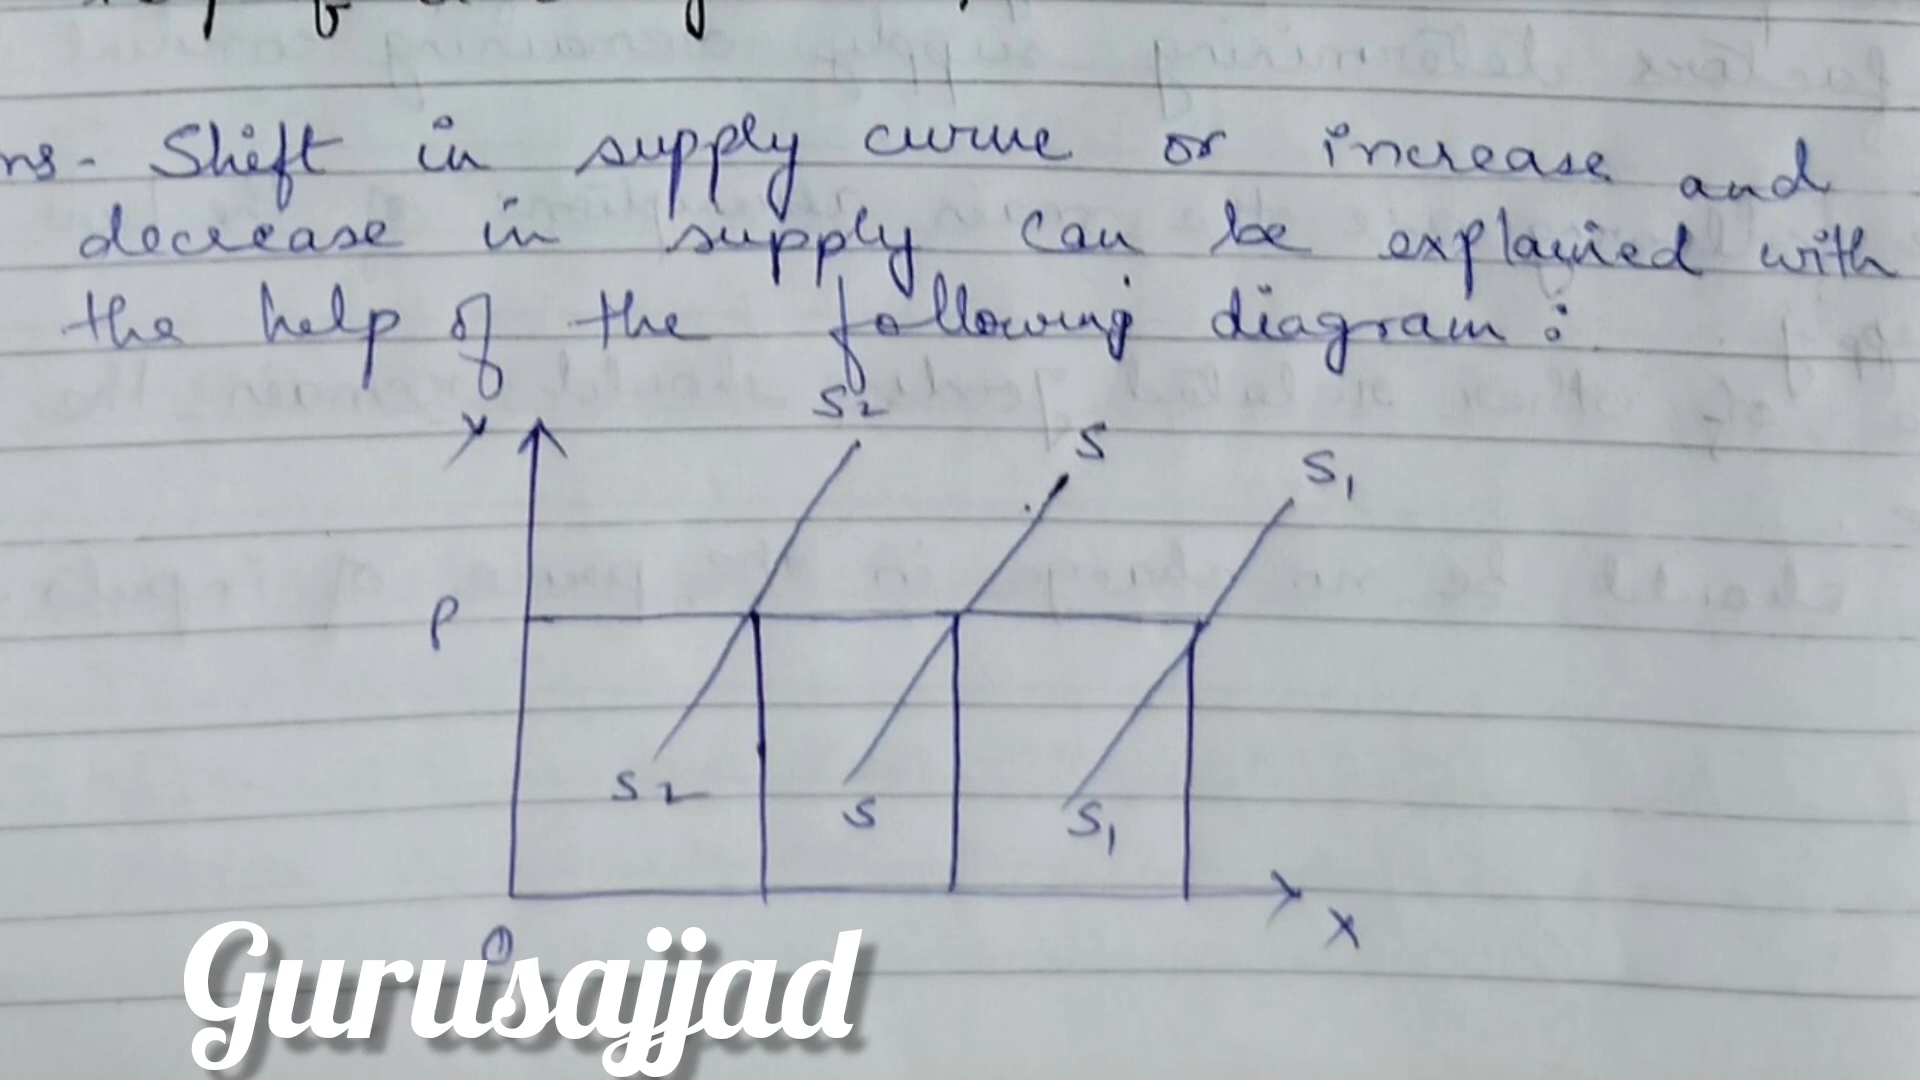 ns - Shift in supply curve or increase and
decrease in supply can be explained with
the help of the following diagram :
S2
S
S1
Y
P
S2
S
S1
O
X
Gurusajjad